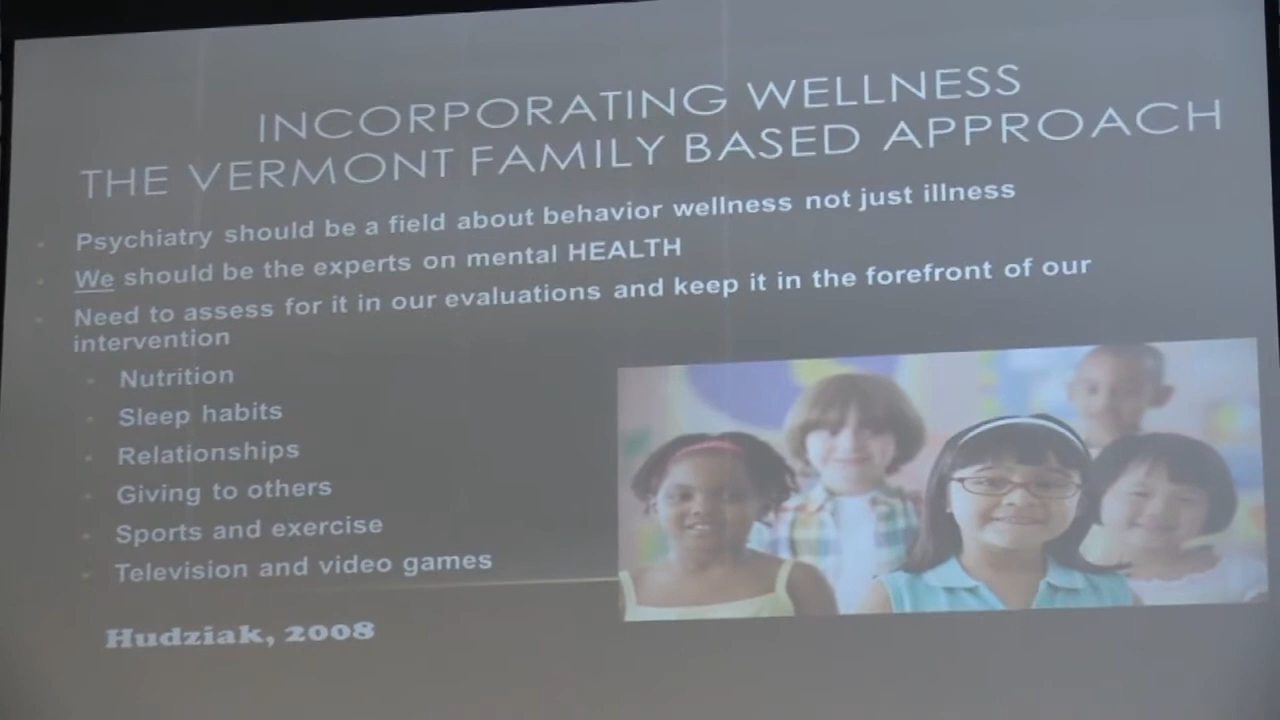 INCORPORATING WELLNESS
THE VERMONT FAMILY BASED APPROACH
Psychiatry should be a field about behavior wellness not just illness
We should be the experts on mental HEALTH
Need to assess for it in our evaluations and keep it in the forefront of our
intervention
Nutrition
Sleep habits
Relationships
Giving to others
Sports and exercise
Television and video games
Hudziak, 2008